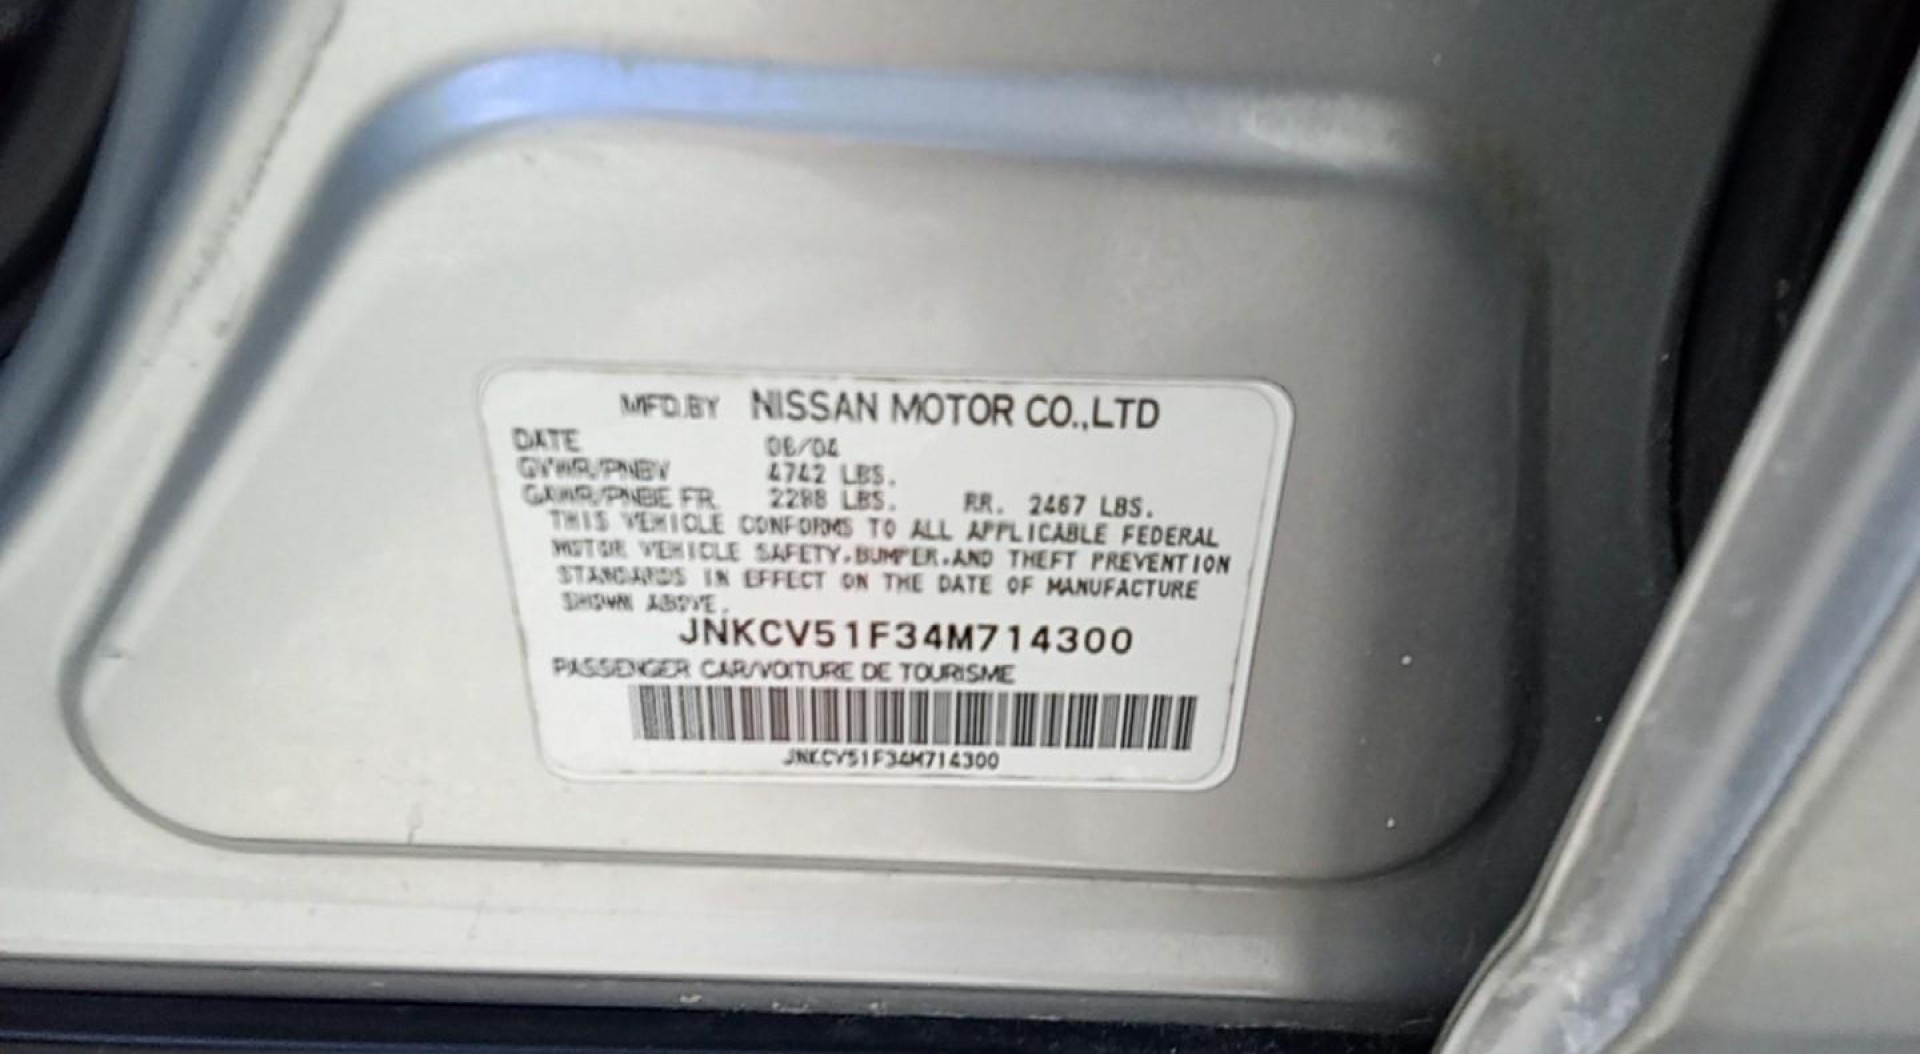 MFD.BY NISSAN MOTOR CO.,LTD
DATE 06/04
GVWR/PNBV 4742 LBS.
GAWR/PNBE FR. 2288 LBS. RR. 2467 LBS.
THIS VEHICLE CONFORMS TO ALL APPLICABLE FEDERAL
MOTOR VEHICLE SAFETY,BUMPER,AND THEFT PREVENTION
STANDARDS IN EFFECT ON THE DATE OF MANUFACTURE
SHOWN ABOVE.
JNKCV51F34M714300
PASSENGER CAR/VOITURE DE TOURISME
JNKCV51F34M714300